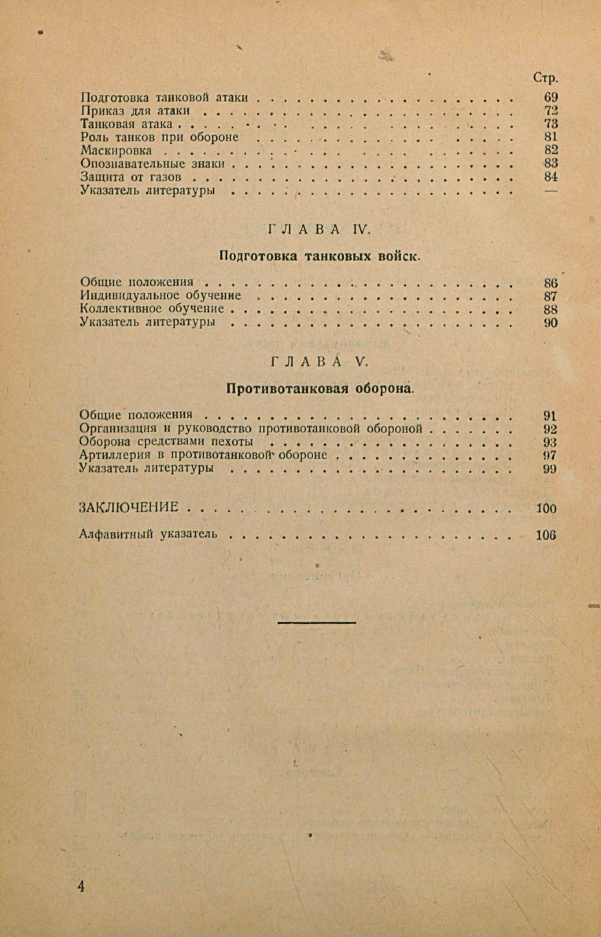 Стр.
Подготовка танковой атаки . . . . . . . . . . . . . . . . . . . . 69
Приказ для атаки . . . . . . . . . . . . . . . . . . . . . . . . 72
Танковая атака . . . . . . . . . . . . . . . . . . . . . . . . . 73
Роль танков при обороне . . . . . . . . . . . . . . . . . . . . 81
Маскировка . . . . . . . . . . . . . . . . . . . . . . . . . . . 82
Опознавательные знаки . . . . . . . . . . . . . . . . . . . . . . 83
Защита от газов . . . . . . . . . . . . . . . . . . . . . . . . . 84
Указатель литературы . . . . . . . . . . . . . . . . . . . . . . —
ГЛАВА IV.
Подготовка танковых войск.
Общие положения . . . . . . . . . . . . . . . . . . . . . . . . 86
Индивидуальное обучение . . . . . . . . . . . . . . . . . . . . 87
Коллективное обучение . . . . . . . . . . . . . . . . . . . . . . 88
Указатель литературы . . . . . . . . . . . . . . . . . . . . . . 90
ГЛАВА V.
Противотанковая оборона.
Общие положения . . . . . . . . . . . . . . . . . . . . . . . . 91
Организация и руководство противотанковой обороной . . . . . . . 92
Оборона средствами пехоты . . . . . . . . . . . . . . . . . . . 93
Артиллерия в противотанковой обороне . . . . . . . . . . . . . . 97
Указатель литературы . . . . . . . . . . . . . . . . . . . . . . 99
ЗАКЛЮЧЕНИЕ . . . . . . . . . . . . . . . . . . . . . . . . . 100
Алфавитный указатель . . . . . . . . . . . . . . . . . . . . . . 106
4